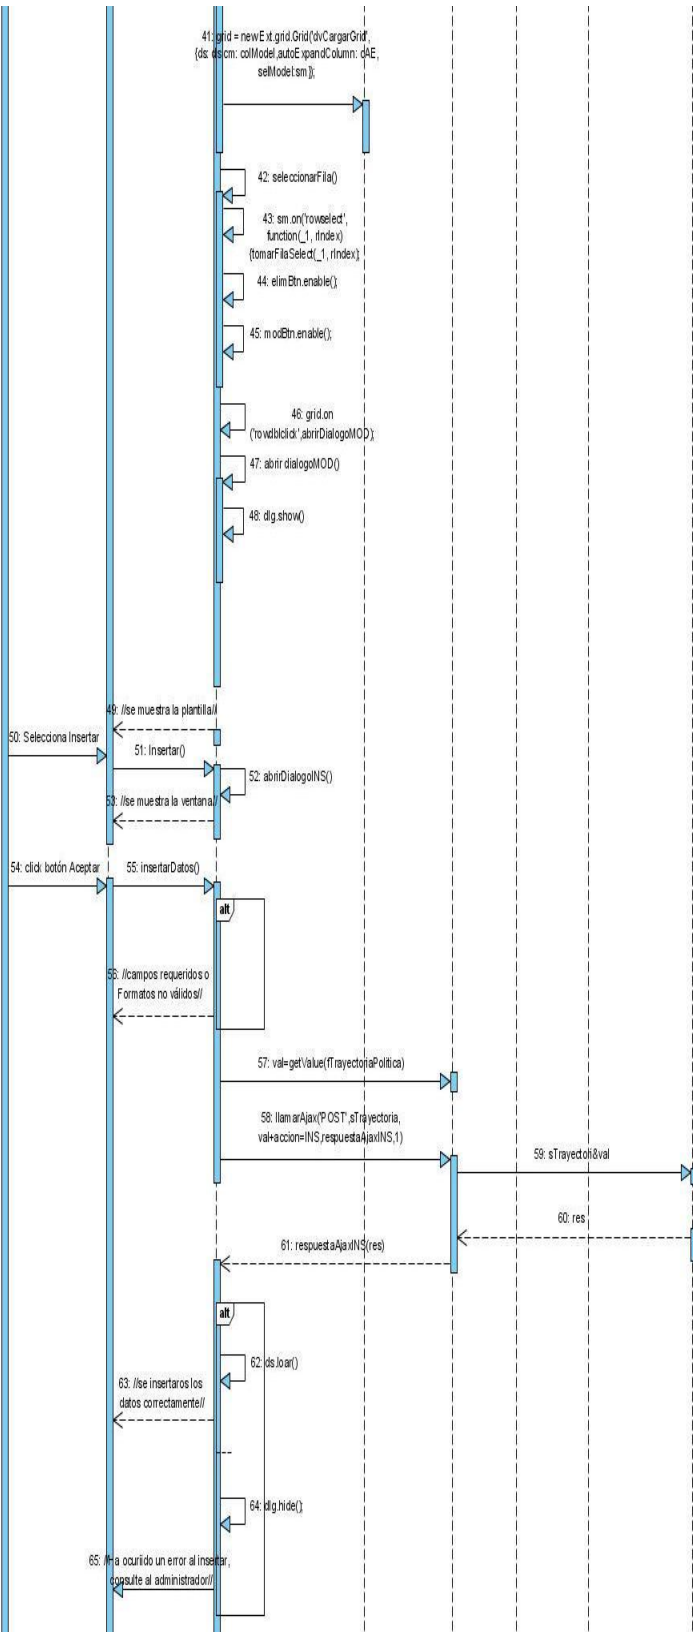 41: grid = newExt.grid.Grid('dvCargarGrid',
{ds: ds cm: colModel,autoExpandColumn: cAE,
selModel:sm});
42: seleccionarFila()
43: sm.on('rowselect',
function(_1, rIndex)
{tomarFilaSelect(_1, rIndex);
44: elimBtn.enable();
45: modBtn.enable();
46: grid.on
('rowdblclick',abrirDialogoMOD);
47: abrir dialogoMOD()
48: dlg.show()
49: //se muestra la plantilla//
50: Selecciona Insertar
51: Insertar()
52: abrirDialogoINS()
53: //se muestra la ventana//
54: click botón Aceptar
55: insertarDatos()
alt
56: //campos requeridos o
Formatos no válidos//
57: val=getValue(fTrayectoriaPolitica)
58: llamarAjax('POST',sTrayectoria,
val+accion=INS,respuestaAjaxINS,1)
59: sTrayectori&val
60: res
61: respuestaAjaxINS(res)
alt
62: ds.loar()
63: //se insertaros los
datos correctamente//
64: dlg.hide();
65: //Ha ocurrido un error al insertar,
consulte al administrador//